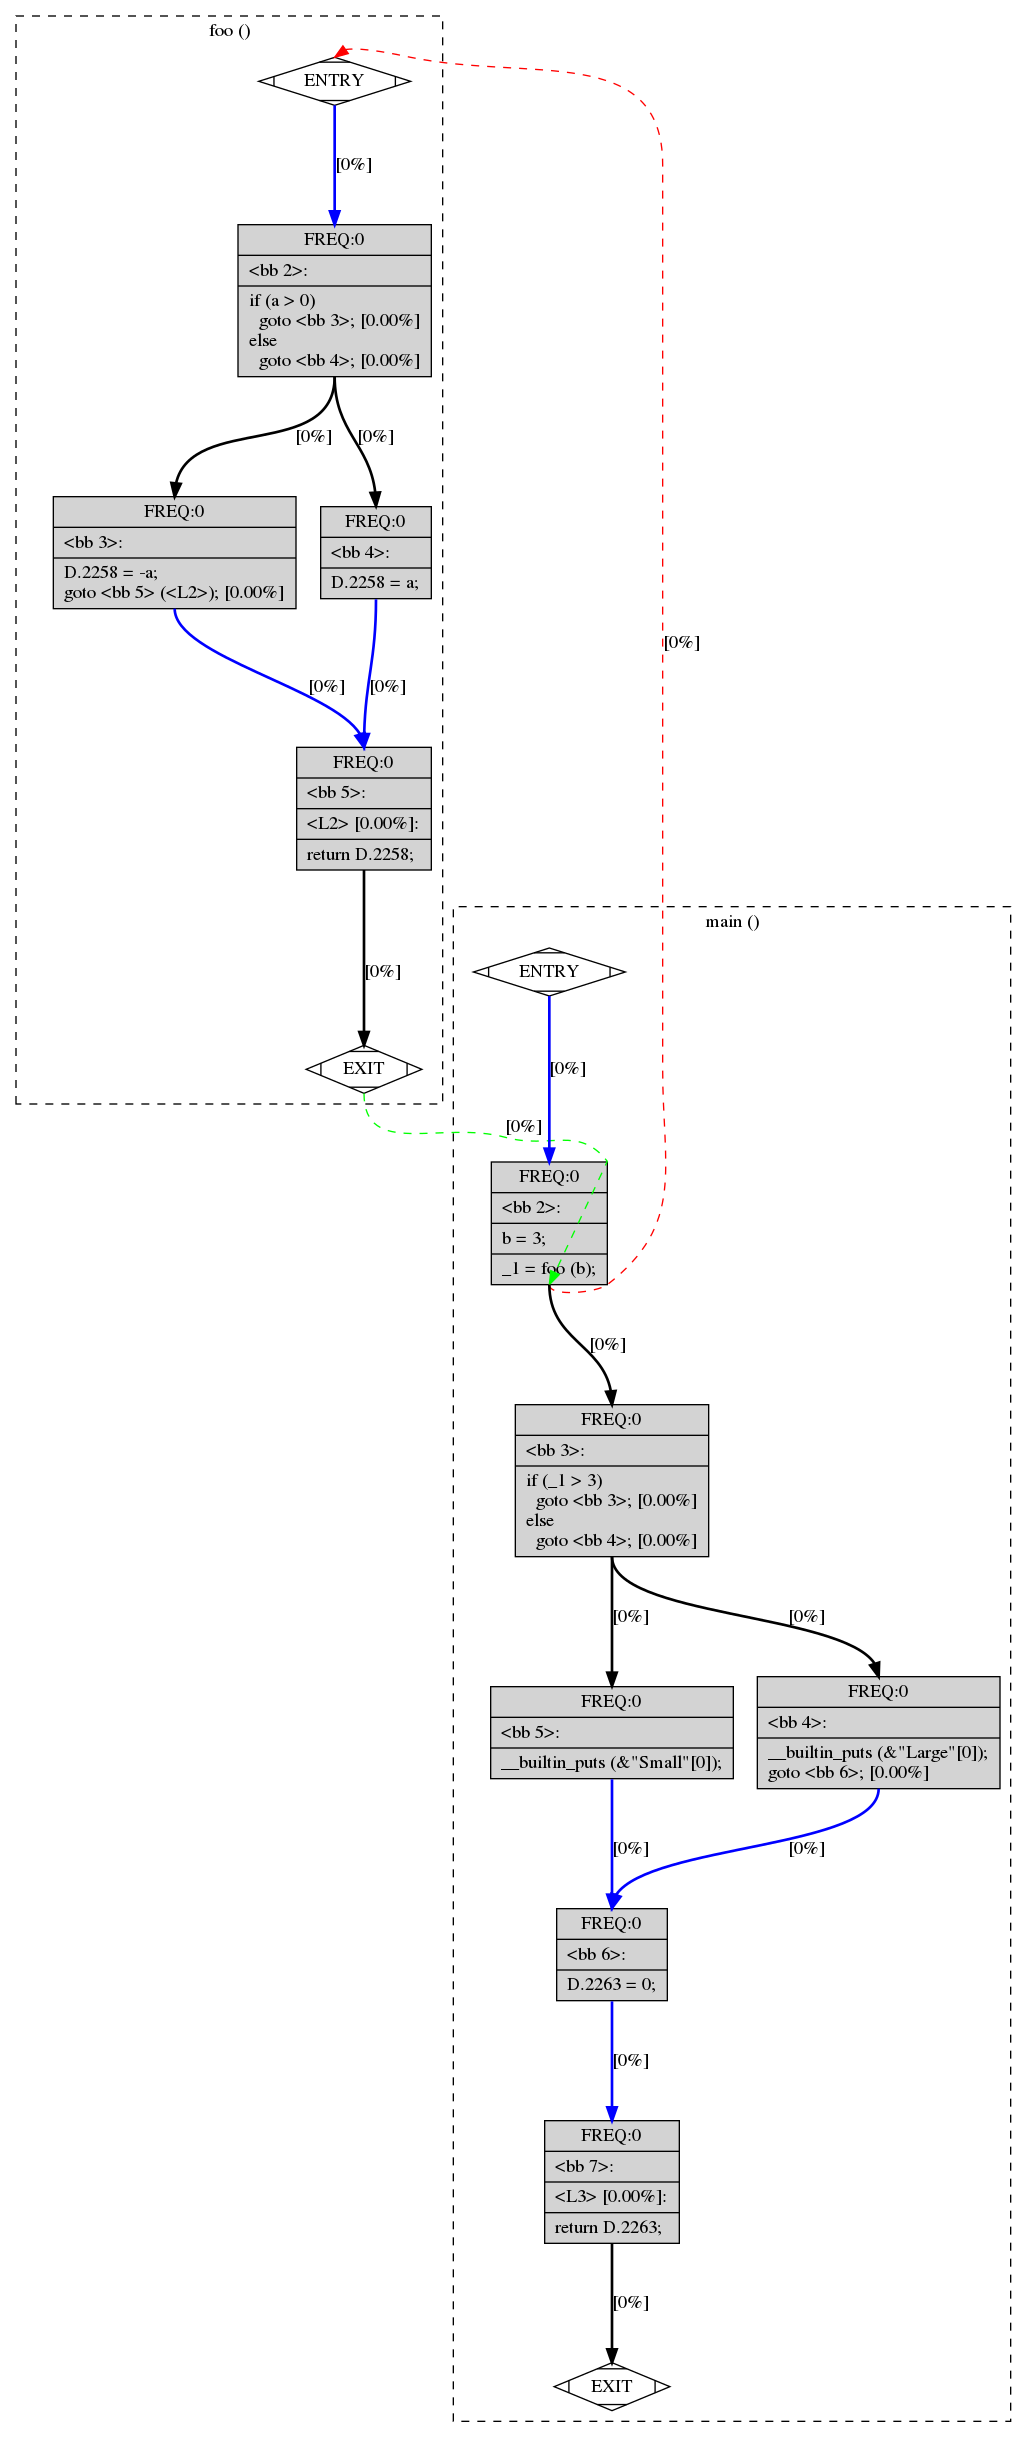 foo ()
ENTRY
[0%]
FREQ:0
<bb 2>:
if (a > 0)
goto <bb 3>; [0.00%]
else
goto <bb 4>; [0.00%]
[0%]
[0%]
FREQ:0
<bb 3>:
D.2258 = -a;
goto <bb 5> (<L2>); [0.00%]
FREQ:0
<bb 4>:
D.2258 = a;
[0%]
[0%]
[0%]
FREQ:0
<bb 5>:
<L2> [0.00%]:
return D.2258;
[0%]
EXIT
main ()
ENTRY
[0%]
[0%]
FREQ:0
<bb 2>:
b = 3;
_1 = foo (b);
[0%]
FREQ:0
<bb 3>:
if (_1 > 3)
goto <bb 3>; [0.00%]
else
goto <bb 4>; [0.00%]
[0%]
[0%]
FREQ:0
<bb 5>:
__builtin_puts (&"Small"[0]);
FREQ:0
<bb 4>:
__builtin_puts (&"Large"[0]);
goto <bb 6>; [0.00%]
[0%]
[0%]
FREQ:0
<bb 6>:
D.2263 = 0;
[0%]
FREQ:0
<bb 7>:
<L3> [0.00%]:
return D.2263;
[0%]
EXIT